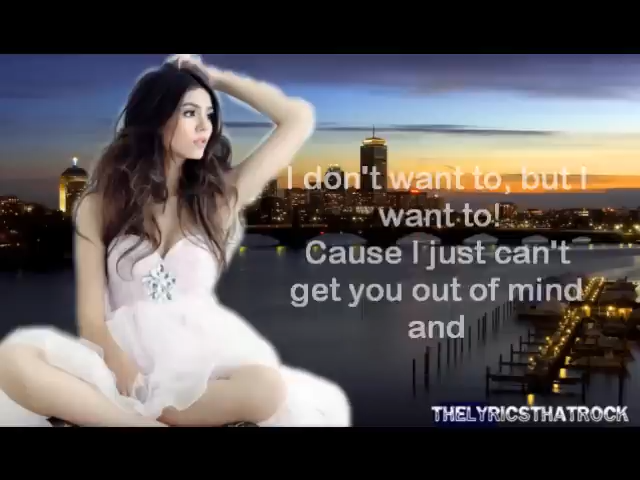 I don't want to, but I
want to!
Cause I just can't
get you out of mind
and
THELYRICSTHATROCK